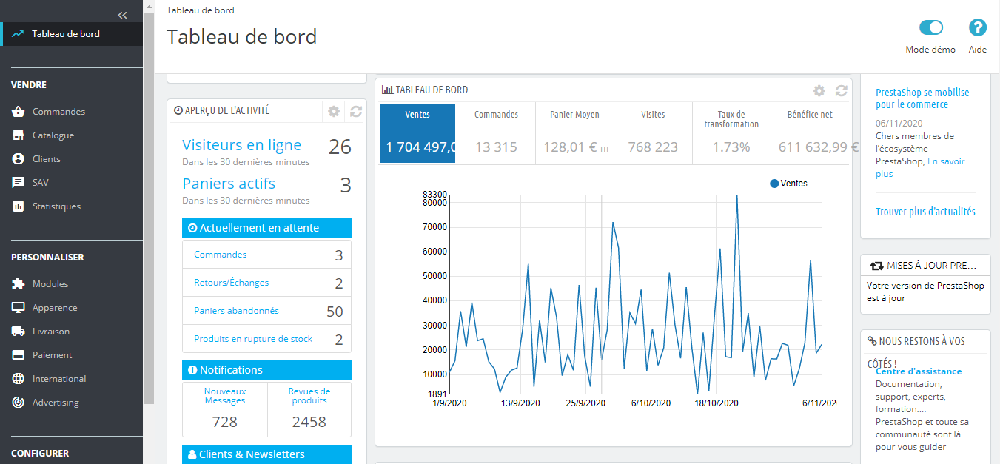 Tableau de bord
VENDRE
Commandes
Catalogue
Clients
SAV
Statistiques
PERSONNALISER
Modules
Apparence
Livraison
Paiement
International
Advertising
CONFIGURER
Tableau de bord
Tableau de bord
Mode démo
Aide
APERÇU DE L'ACTIVITÉ
Visiteurs en ligne 26
Dans les 30 dernières minutes
Paniers actifs 3
Dans les 30 dernières minutes
Actuellement en attente
Commandes 3
Retours/Échanges 2
Paniers abandonnés 50
Produits en rupture de stock 2
Notifications
Nouveaux
Messages
728
Revues de
produits
2458
Clients & Newsletters
TABLEAU DE BORD
Ventes
1 704 497,0
Commandes
13 315
Panier Moyen
128,01 € HT
Visites
768 223
Taux de
transformation
1.73%
Bénéfice net
611 632,99 €
Ventes
83300
80000
70000
60000
50000
40000
30000
20000
10000
1891
1/9/2020 13/9/2020 25/9/2020 6/10/2020 18/10/2020 6/11/202
PrestaShop se mobilise
pour le commerce
06/11/2020
Chers membres de
l'écosystème
PrestaShop, En savoir
plus
Trouver plus d'actualités
MISES À JOUR PRE...
Votre version de PrestaShop
est à jour
NOUS RESTONS À VOS
CÔTÉS !
Centre d'assistance
Documentation,
support, experts,
formation....
PrestaShop et toute sa
communauté sont là
pour vous guider